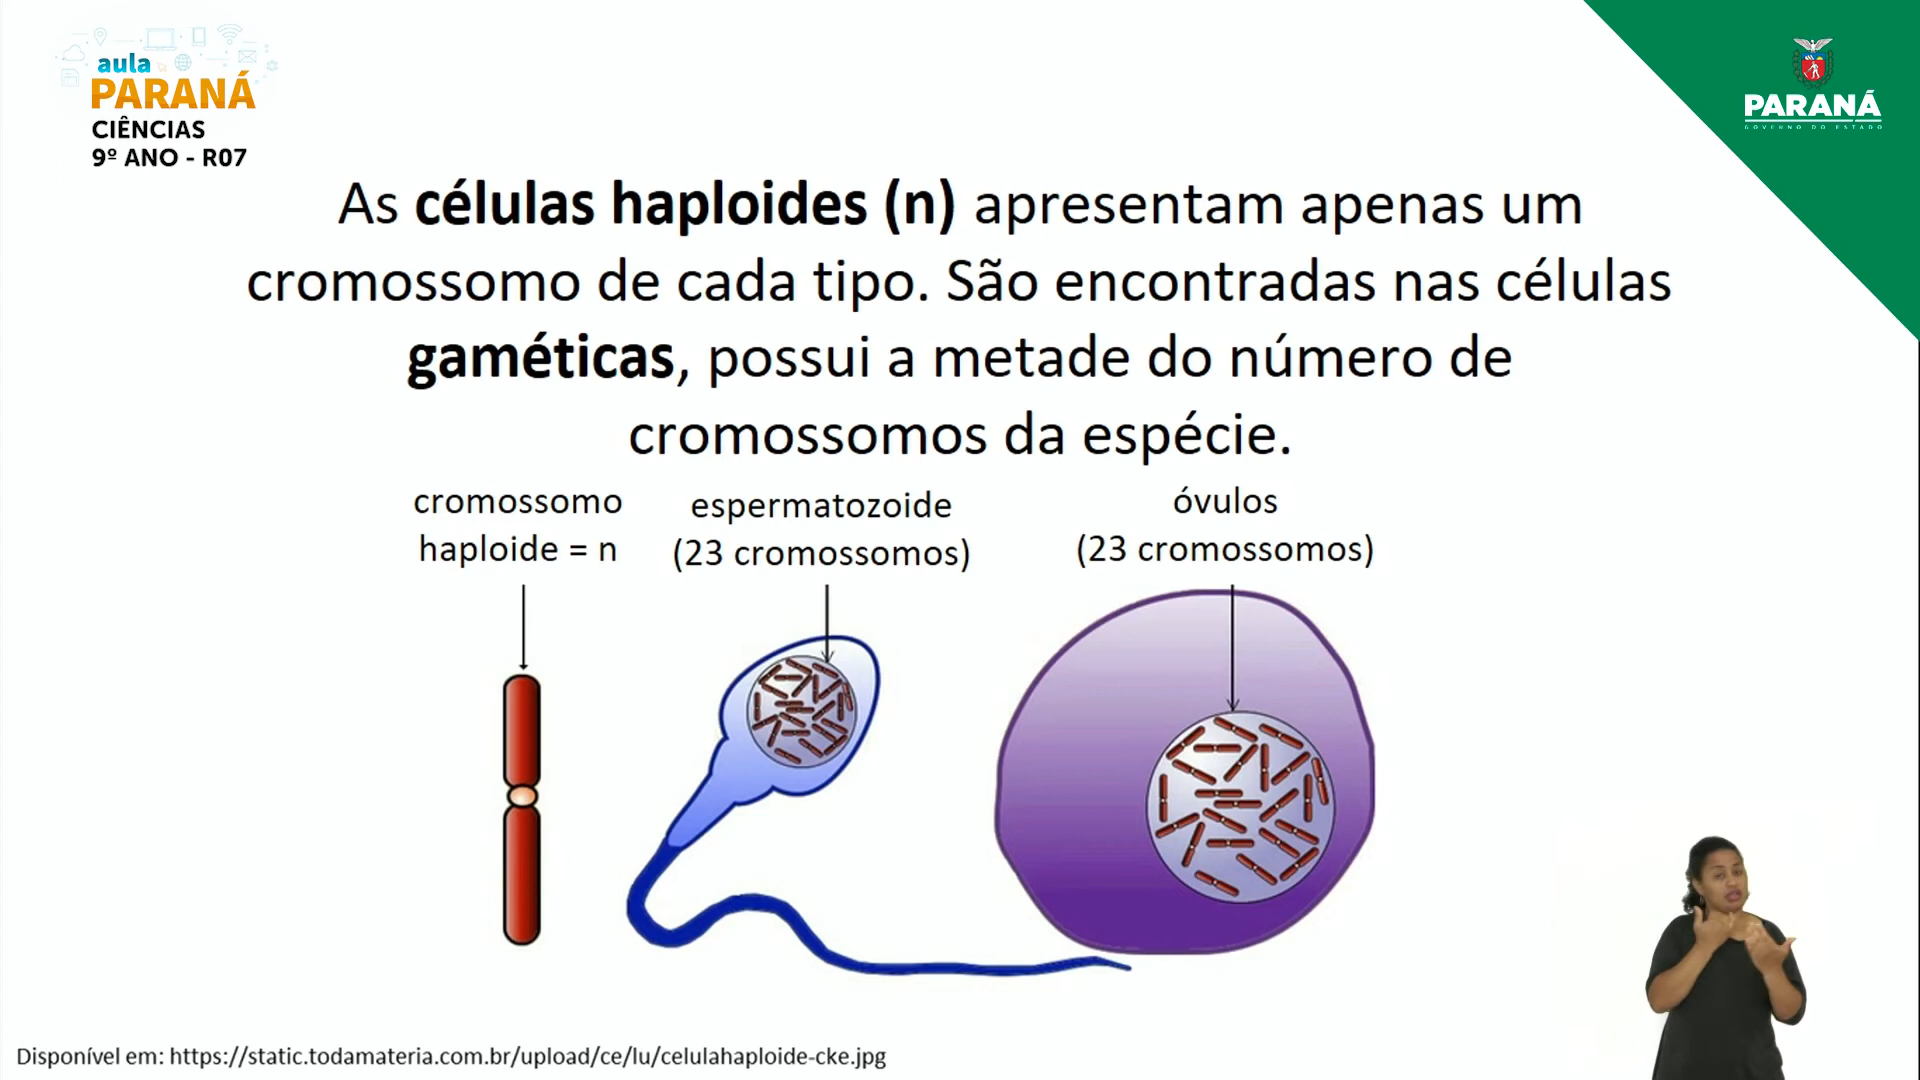 aula
PARANÁ
CIÊNCIAS
9º ANO - R07
PARANÁ
GOVERNO DO ESTADO
As células haploides (n) apresentam apenas um
cromossomo de cada tipo. São encontradas nas células
gaméticas, possui a metade do número de
cromossomos da espécie.
cromossomo
haploide = n
espermatozoide
(23 cromossomos)
óvulos
(23 cromossomos)
Disponível em: https://static.todamateria.com.br/upload/ce/lu/celulahaploide-cke.jpg